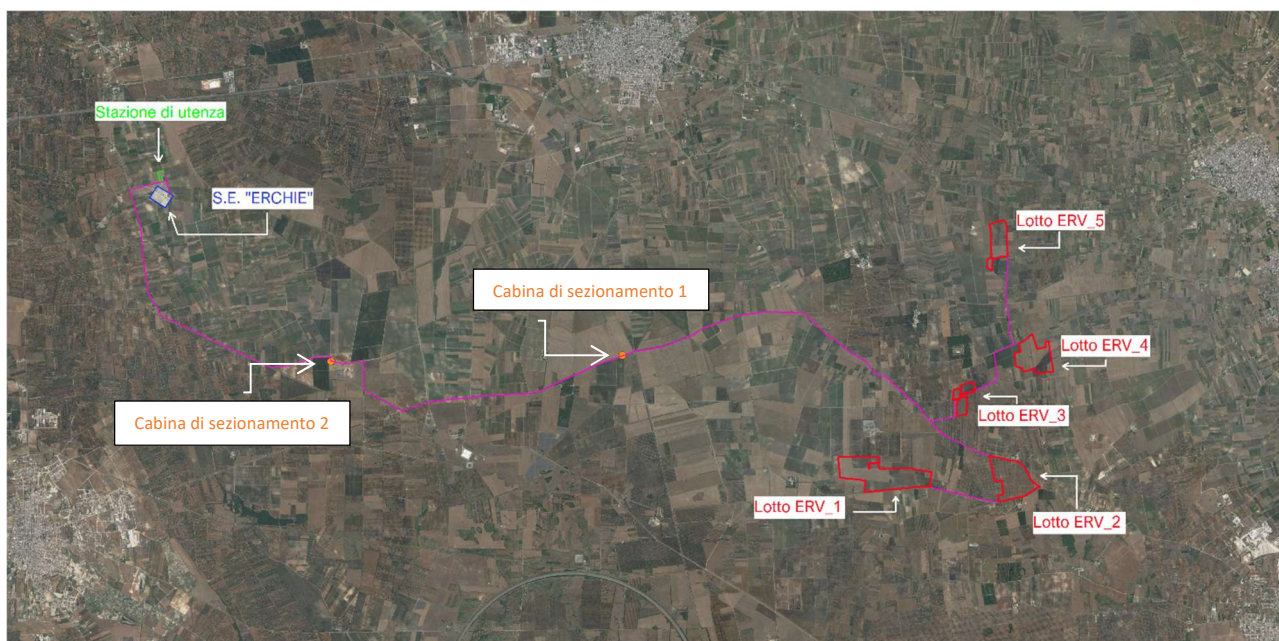 Stazione di utenza
S.E. "ERCHIE"
Lotto ERV_5
Cabina di sezionamento 1
Lotto ERV_4
Cabina di sezionamento 2
Lotto ERV_3
Lotto ERV_1
Lotto ERV_2